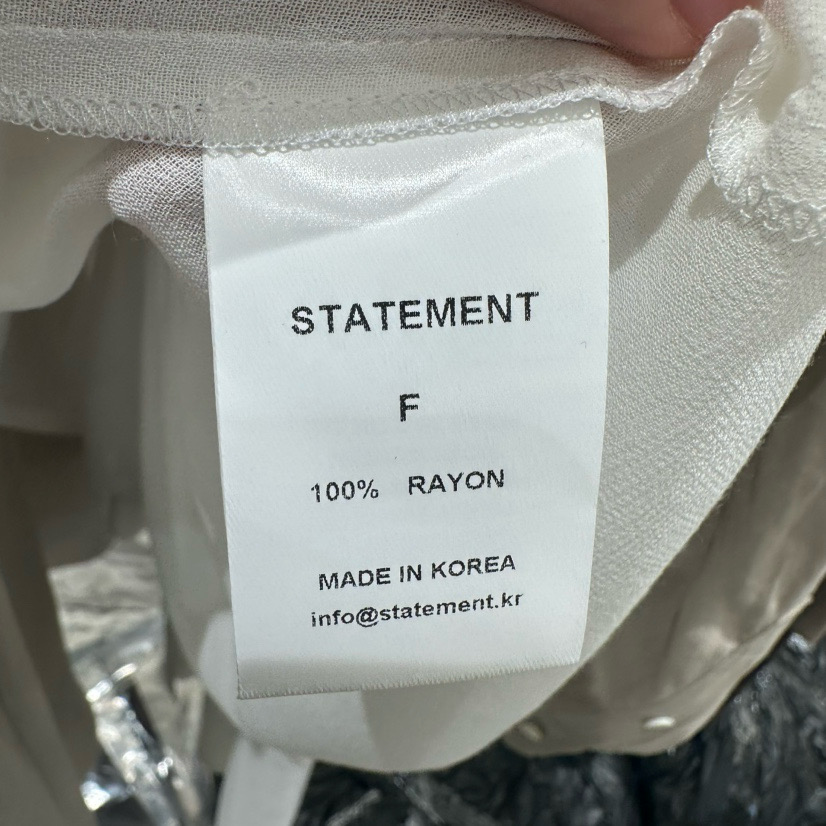 STATEMENT
F
100% RAYON
MADE IN KOREA
info@statement.kr